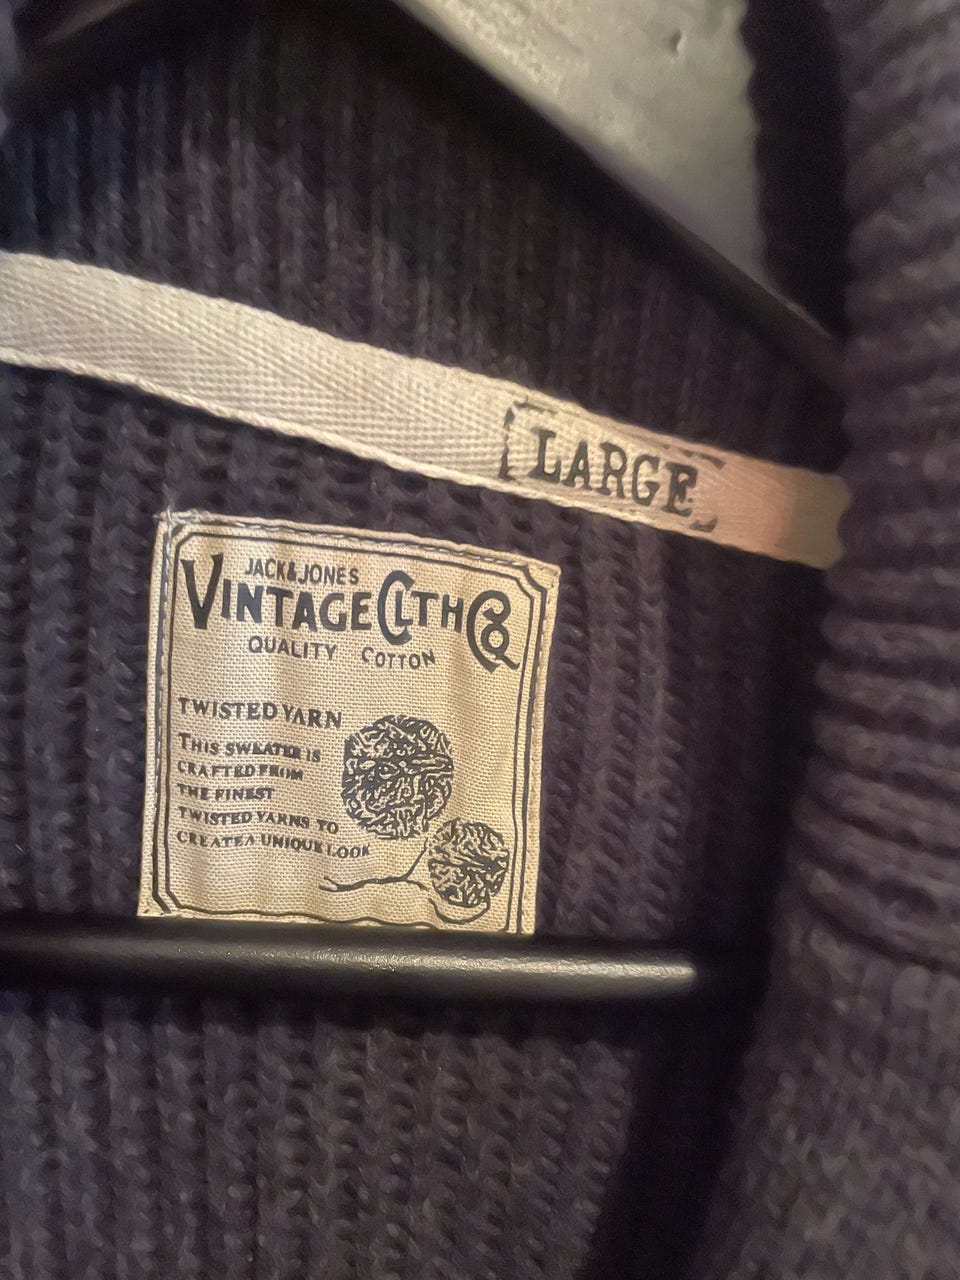 LARGE
JACK & JONES
VINTAGE CLTH CO
QUALITY COTTON
TWISTED YARN
THIS SWEATER IS
CRAFTED FROM
THE FINEST
TWISTED YARNS TO
CREATE A UNIQUE LOOK